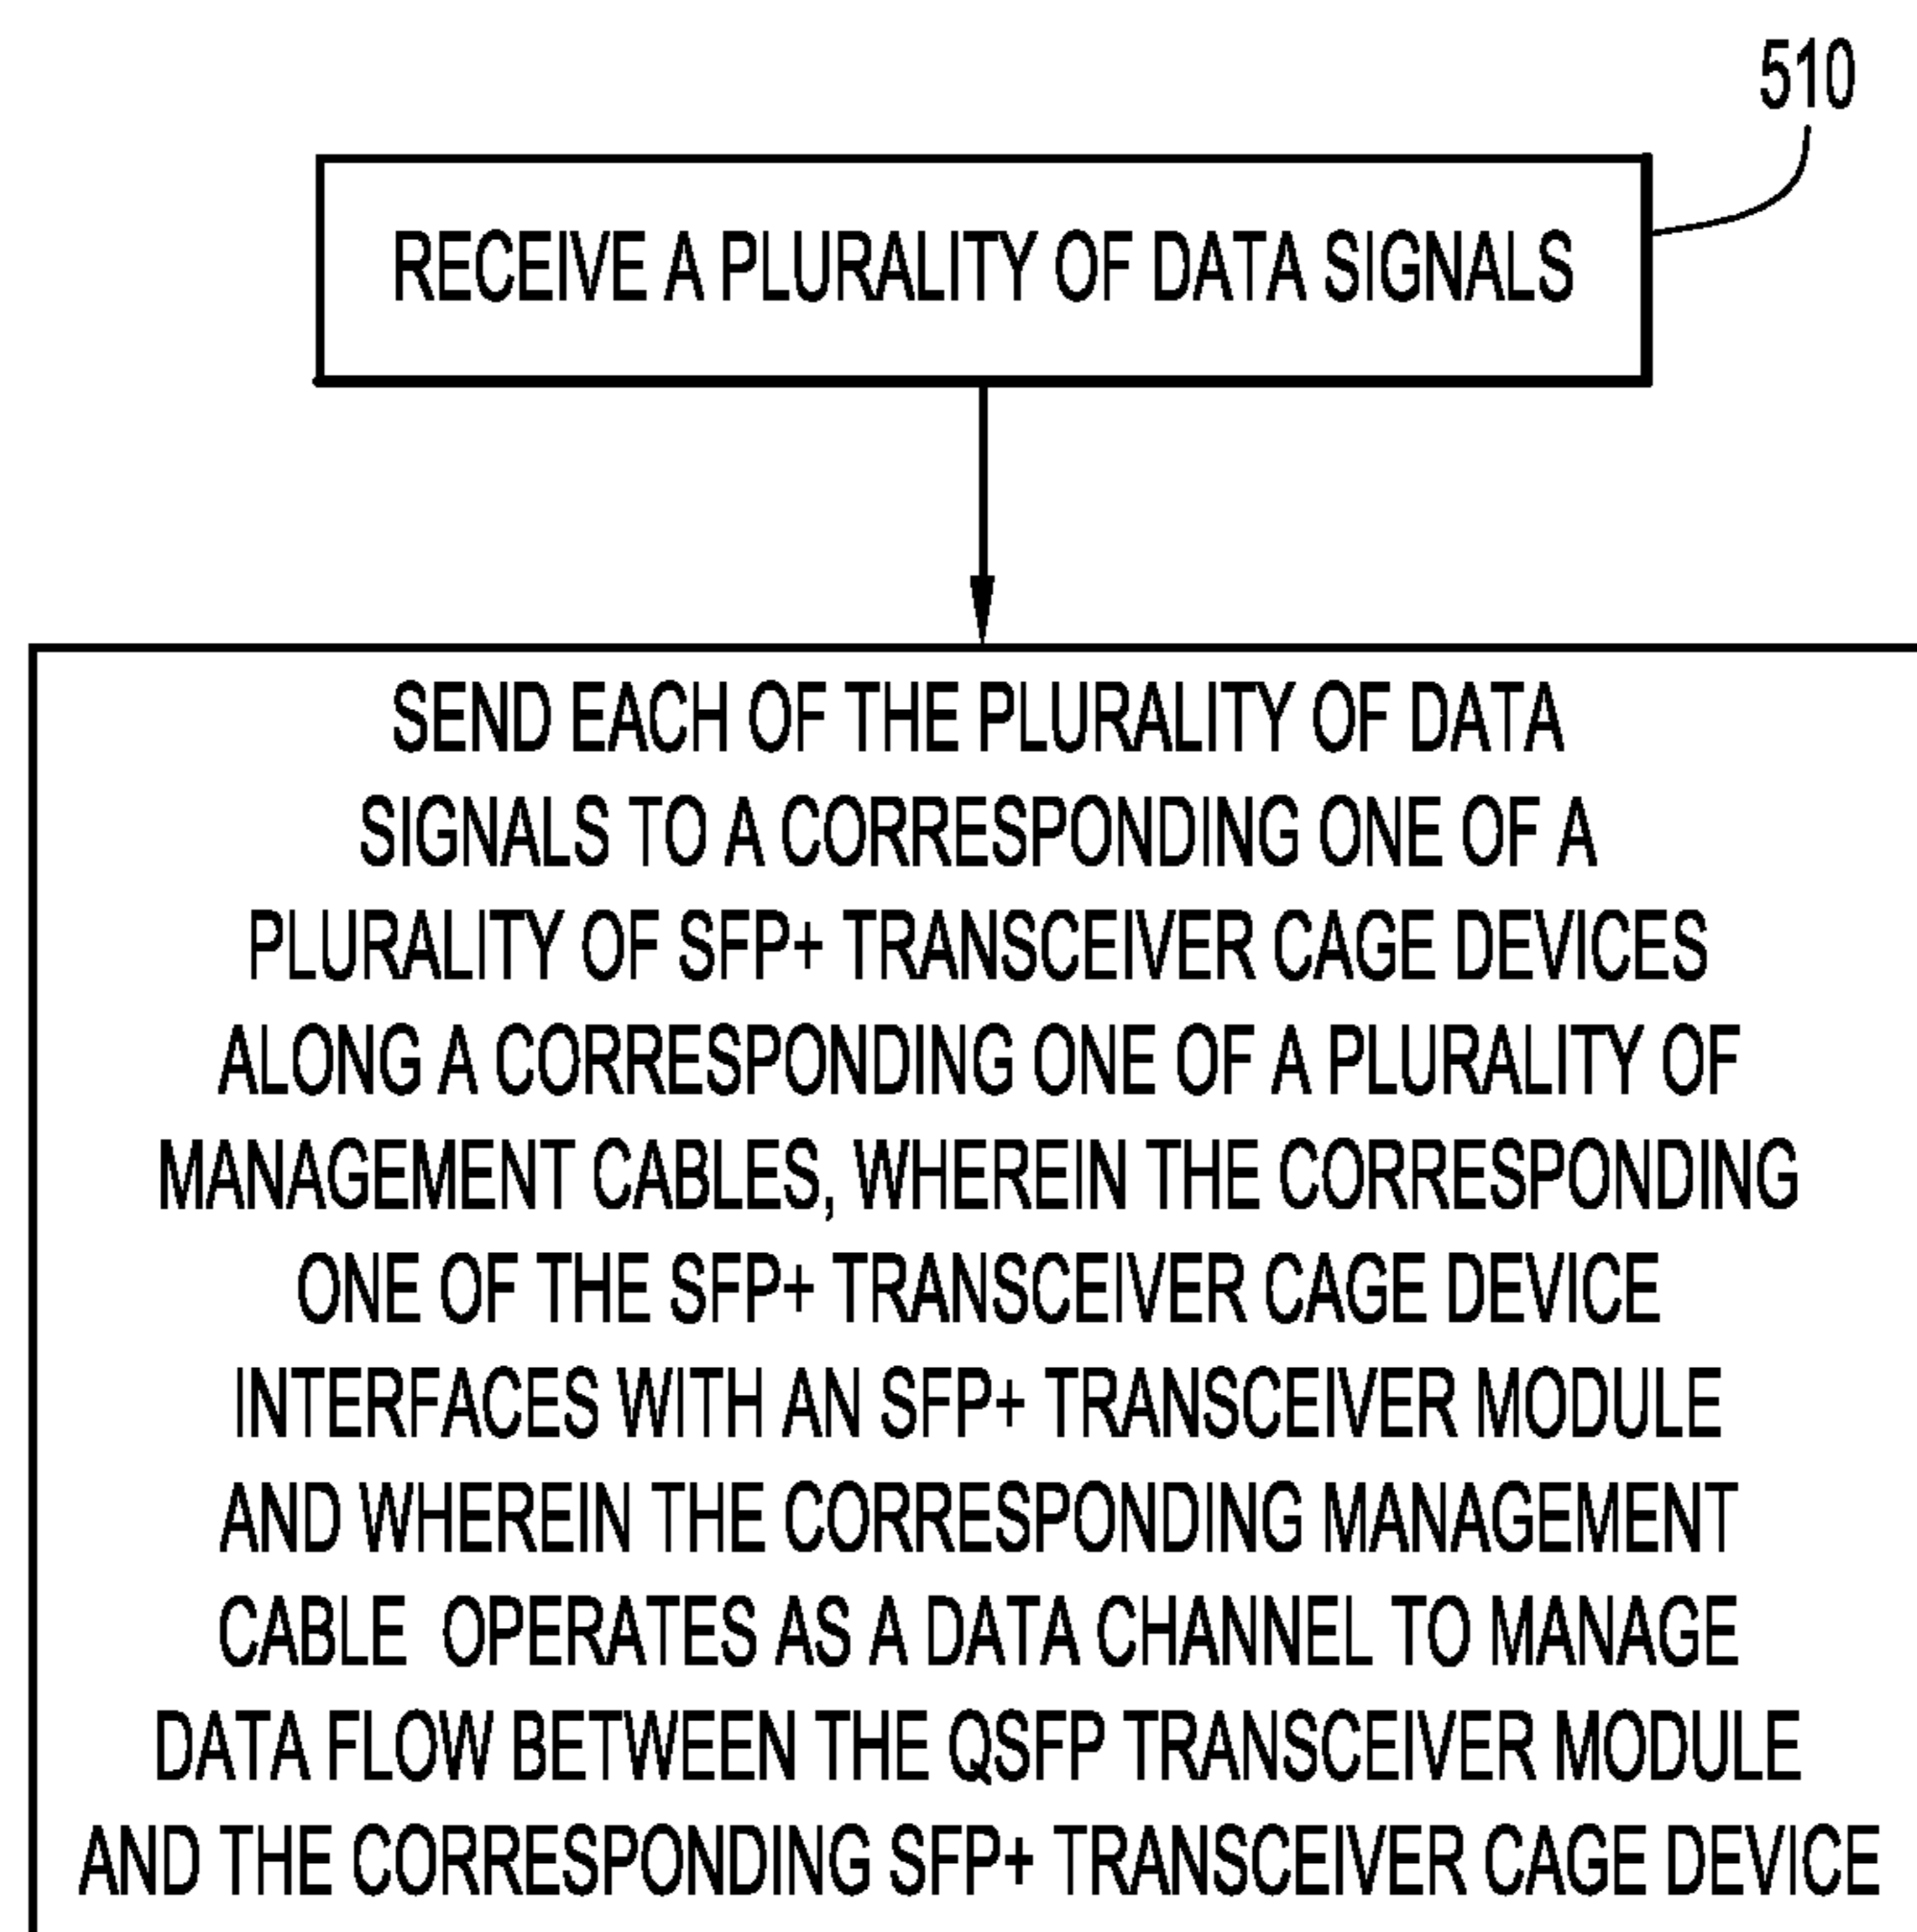 510
RECEIVE A PLURALITY OF DATA SIGNALS
SEND EACH OF THE PLURALITY OF DATA
SIGNALS TO A CORRESPONDING ONE OF A
PLURALITY OF SFP+ TRANSCEIVER CAGE DEVICES
ALONG A CORRESPONDING ONE OF A PLURALITY OF
MANAGEMENT CABLES, WHEREIN THE CORRESPONDING
ONE OF THE SFP+ TRANSCEIVER CAGE DEVICE
INTERFACES WITH AN SFP+ TRANSCEIVER MODULE
AND WHEREIN THE CORRESPONDING MANAGEMENT
CABLE OPERATES AS A DATA CHANNEL TO MANAGE
DATA FLOW BETWEEN THE QSFP TRANSCEIVER MODULE
AND THE CORRESPONDING SFP+ TRANSCEIVER CAGE DEVICE